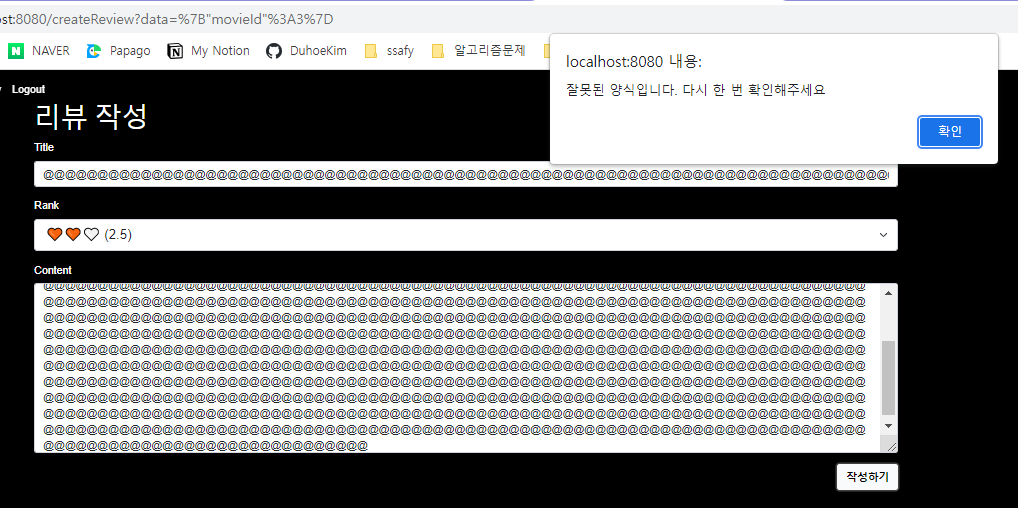 st:8080/createReview?data=%7B"movieId"%3A3%7D
NAVER Papago My Notion DuhoeKim ssafy 알고리즘문제
localhost:8080 내용:
잘못된 양식입니다. 다시 한 번 확인해주세요
확인
Logout
리뷰 작성
Title
Rank
(2.5)
Content
작성하기